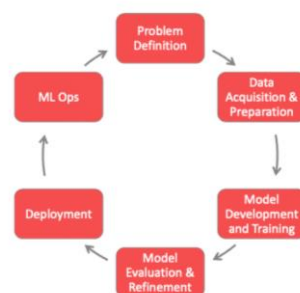 Problem
Definition
Data
Acquisition &
Preparation
Model
Development
and Training
Model
Evaluation &
Refinement
Deployment
ML Ops